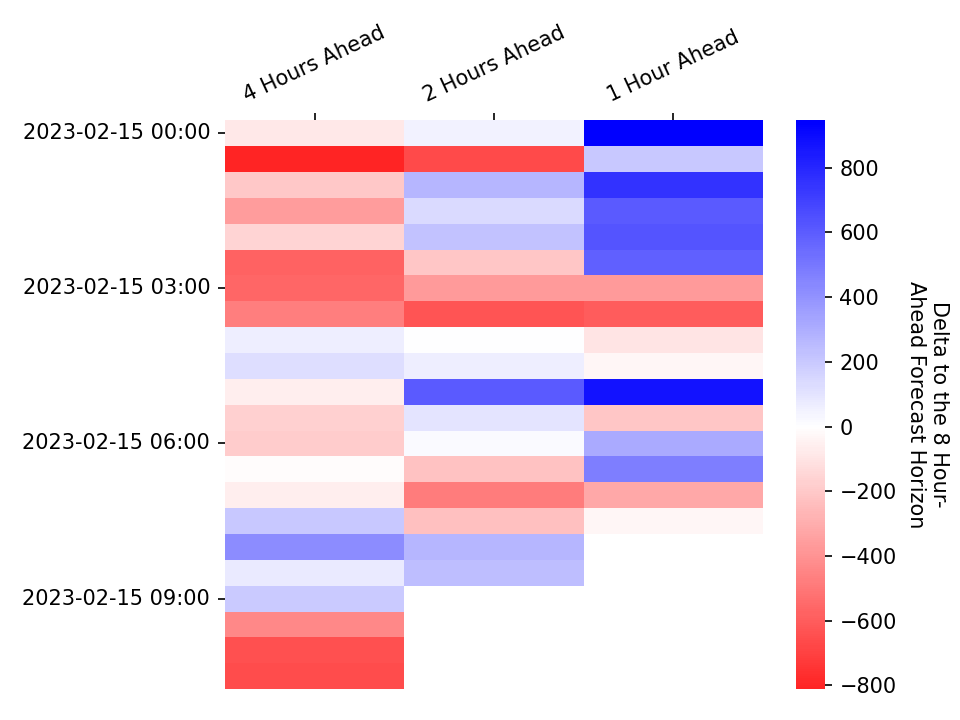 4 Hours Ahead
2 Hours Ahead
1 Hour Ahead
2023-02-15 00:00
2023-02-15 03:00
2023-02-15 06:00
2023-02-15 09:00
800
600
400
200
0
−200
−400
−600
−800
Delta to the 8 Hour-
Ahead Forecast Horizon